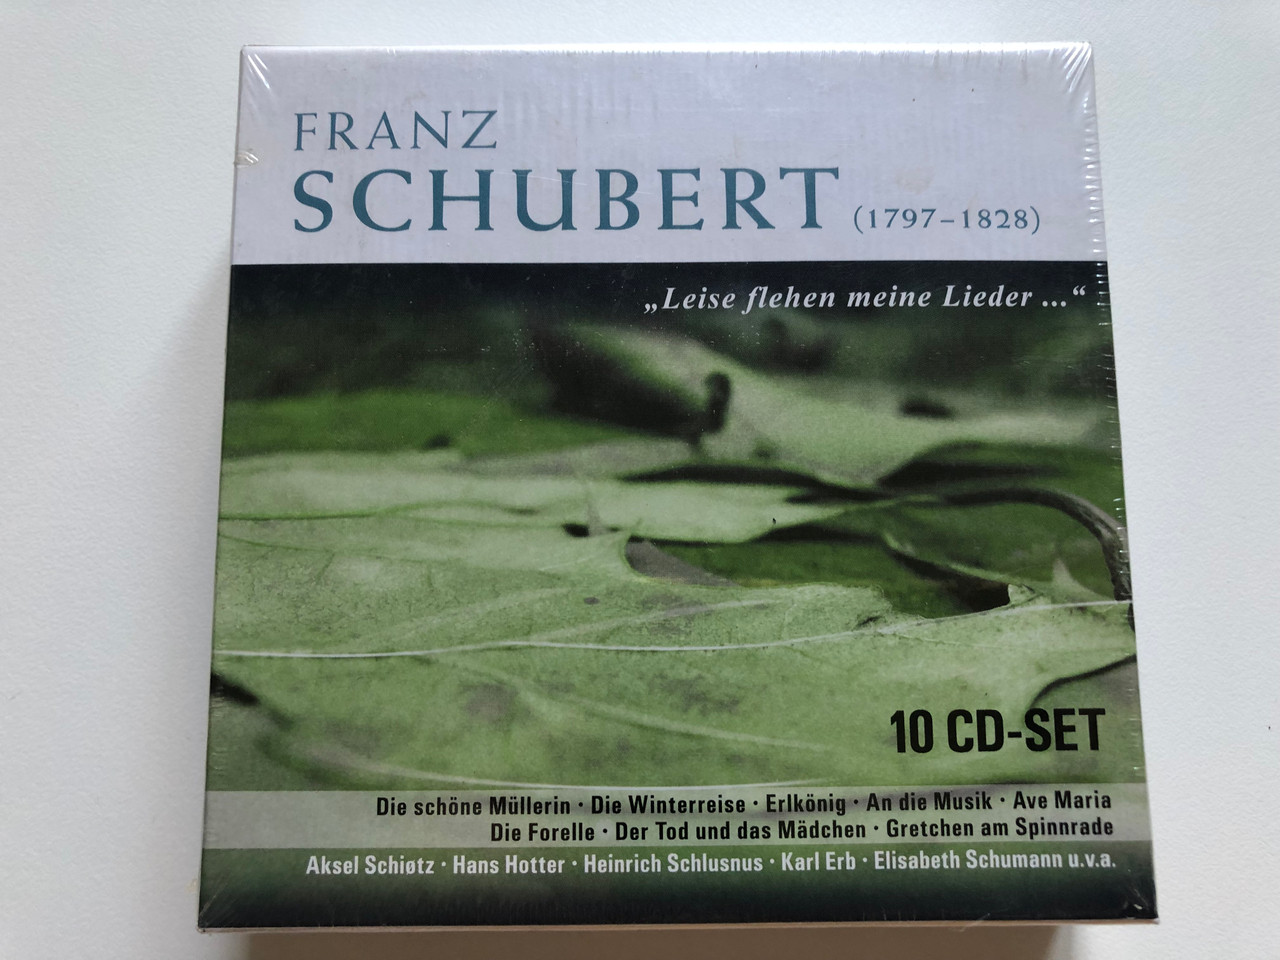 FRANZ
SCHUBERT (1797–1828)
„Leise flehen meine Lieder ...“
10 CD-SET
Die schöne Müllerin · Die Winterreise · Erlkönig · An die Musik · Ave Maria
Die Forelle · Der Tod und das Mädchen · Gretchen am Spinnrade
Aksel Schiøtz · Hans Hotter · Heinrich Schlusnus · Karl Erb · Elisabeth Schumann u.v.a.